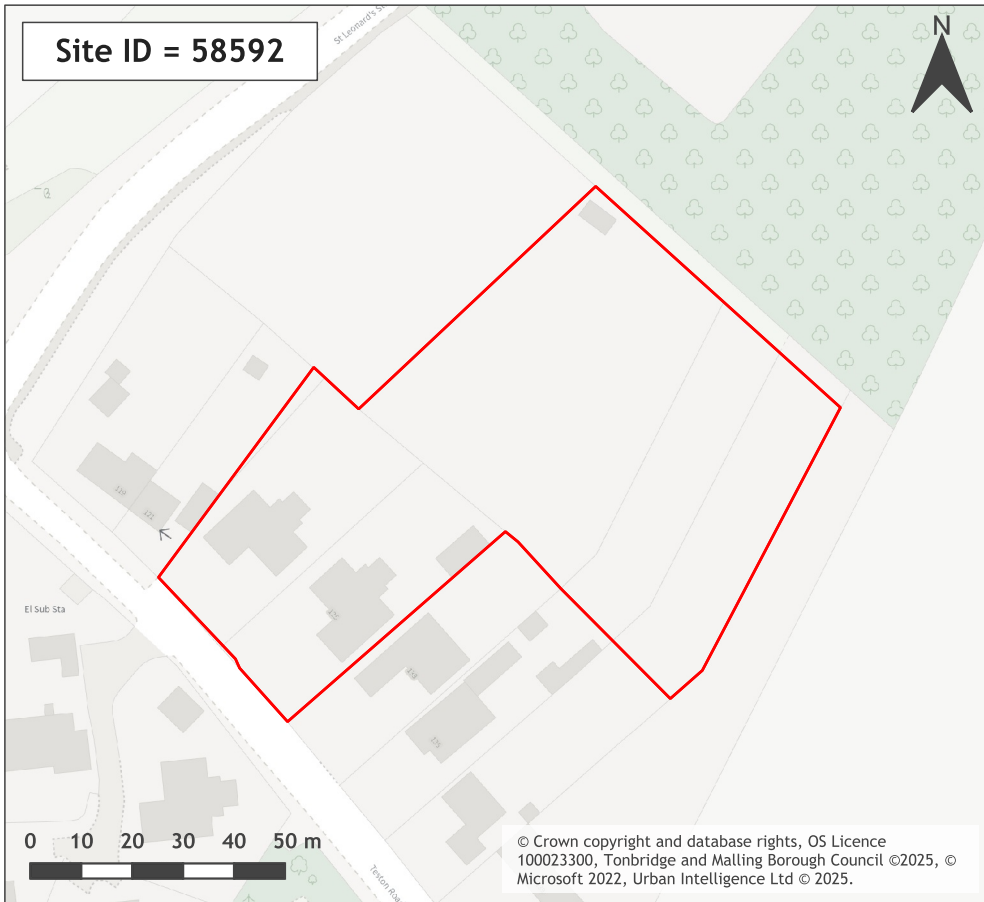 Site ID = 58592
St Leonard's St
N
El Sub Sta
Teston Roa
0 10 20 30 40 50 m
© Crown copyright and database rights, OS Licence
100023300, Tonbridge and Malling Borough Council ©2025, ©
Microsoft 2022, Urban Intelligence Ltd © 2025.